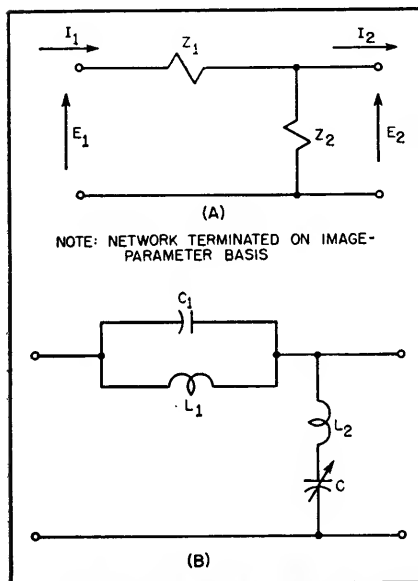 I₁ I₂
Z₁
E₁ Z₂ E₂
(A)
NOTE: NETWORK TERMINATED ON IMAGE-
PARAMETER BASIS
C₁
L₁
L₂
C
(B)